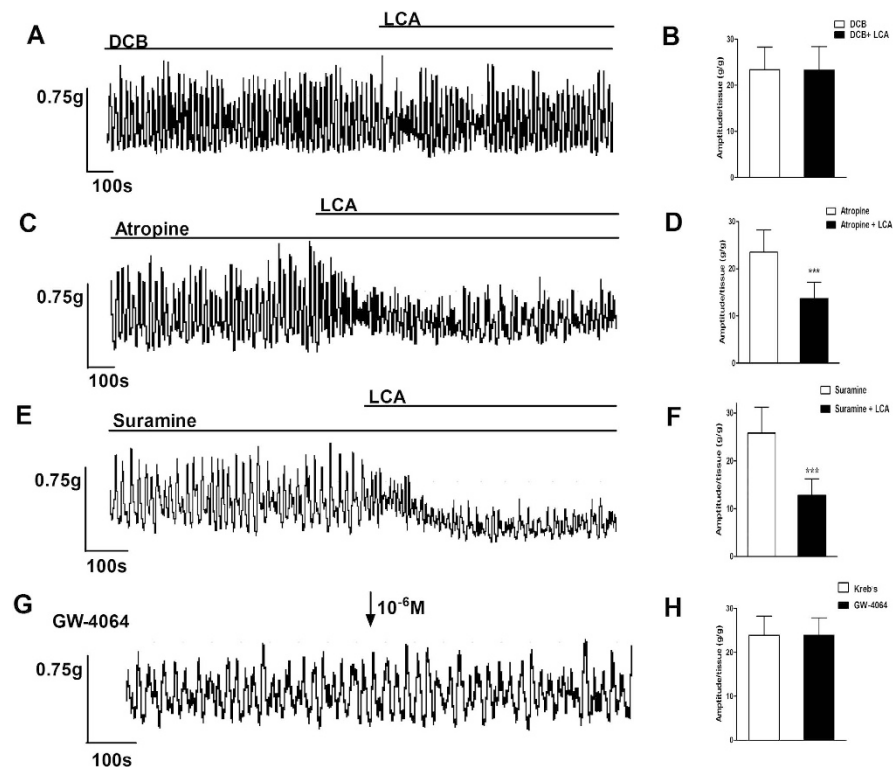 A
LCA
DCB
0.75g
100s
B
DCB
DCB+ LCA
Amplitude/tissue (g/g)
30
20
10
0
C
LCA
Atropine
0.75g
100s
D
Atropine
Atropine + LCA
Amplitude/tissue (g/g)
30
20
10
0
***
E
LCA
Suramine
0.75g
100s
F
Suramine
Suramine + LCA
Amplitude/tissue (g/g)
30
20
10
0
***
G
10⁻⁶M
GW-4064
0.75g
100s
H
Kreb's
GW-4064
Amplitude/tissue (g/g)
30
20
10
0